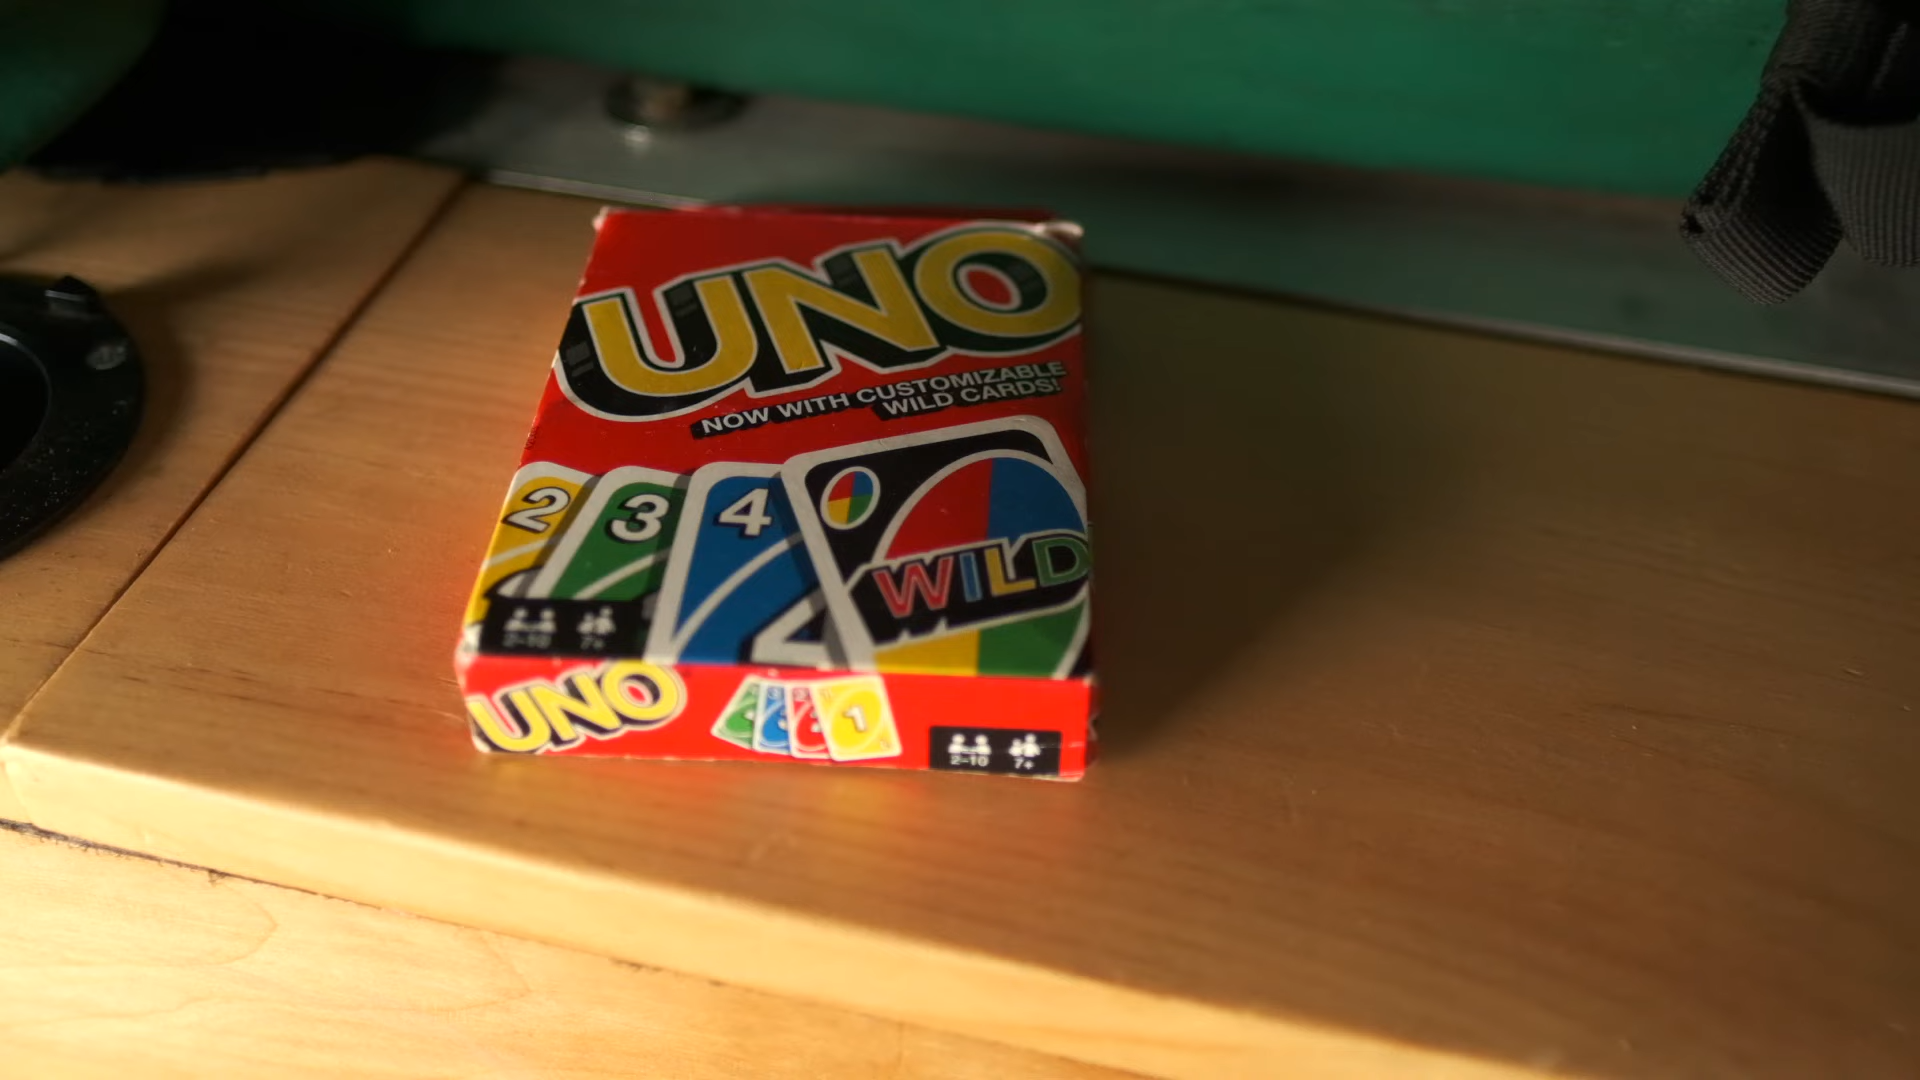 UNO
NOW WITH CUSTOMIZABLE
WILD CARDS!
2 3 4
WILD
2-10 7+
UNO
1
2-10 7+